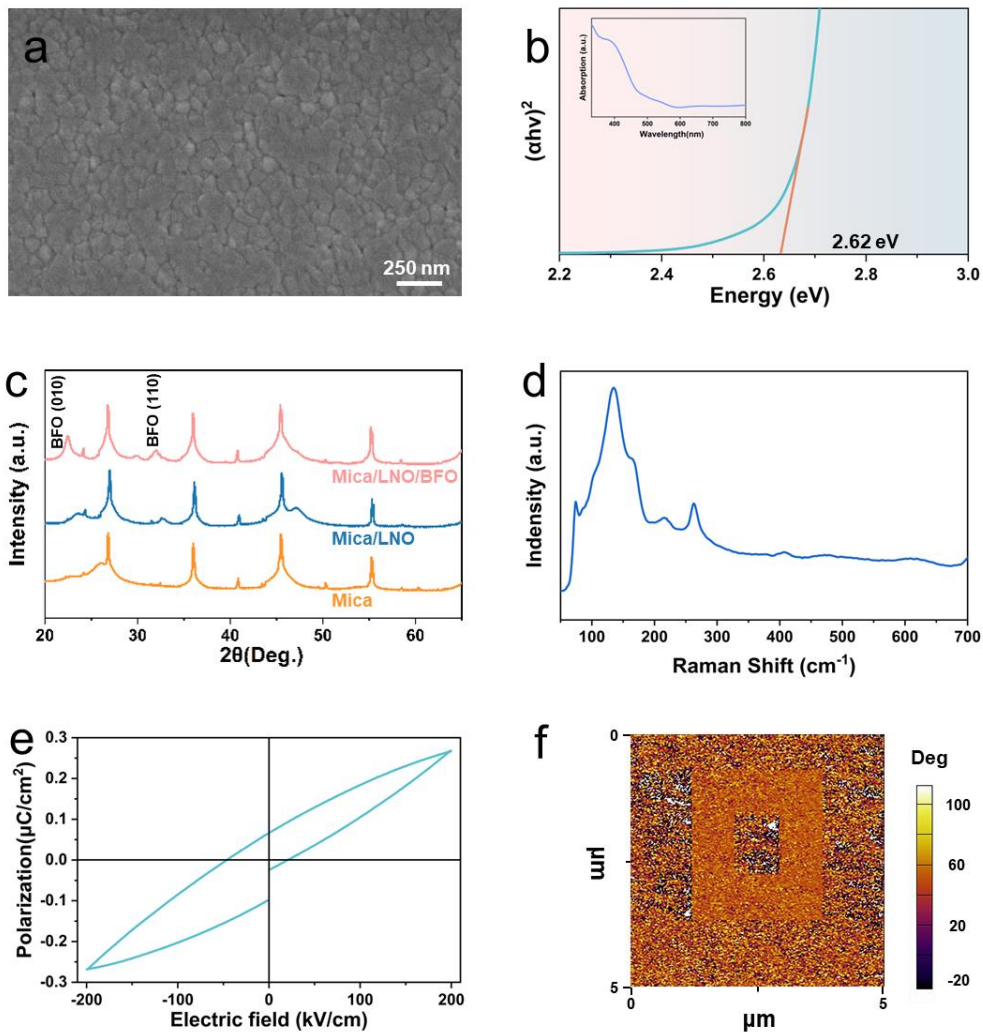 a
250 nm
b
(αhv)²
Absorption (a.u.)
400 500 600 700 800
Wavelength(nm)
2.62 eV
2.2 2.4 2.6 2.8 3.0
Energy (eV)
c
Intensity (a.u.)
BFO (010)
BFO (110)
Mica/LNO/BFO
Mica/LNO
Mica
20 30 40 50 60
2θ(Deg.)
d
Indensity (a.u.)
100 200 300 400 500 600 700
Raman Shift (cm⁻¹)
e
Polarization(μC/cm²)
0.3
0.2
0.1
0.0
-0.1
-0.2
-0.3
-200 -100 0 100 200
Electric field (kV/cm)
f
0
μm
5
0 5
μm
Deg
100
60
20
-20